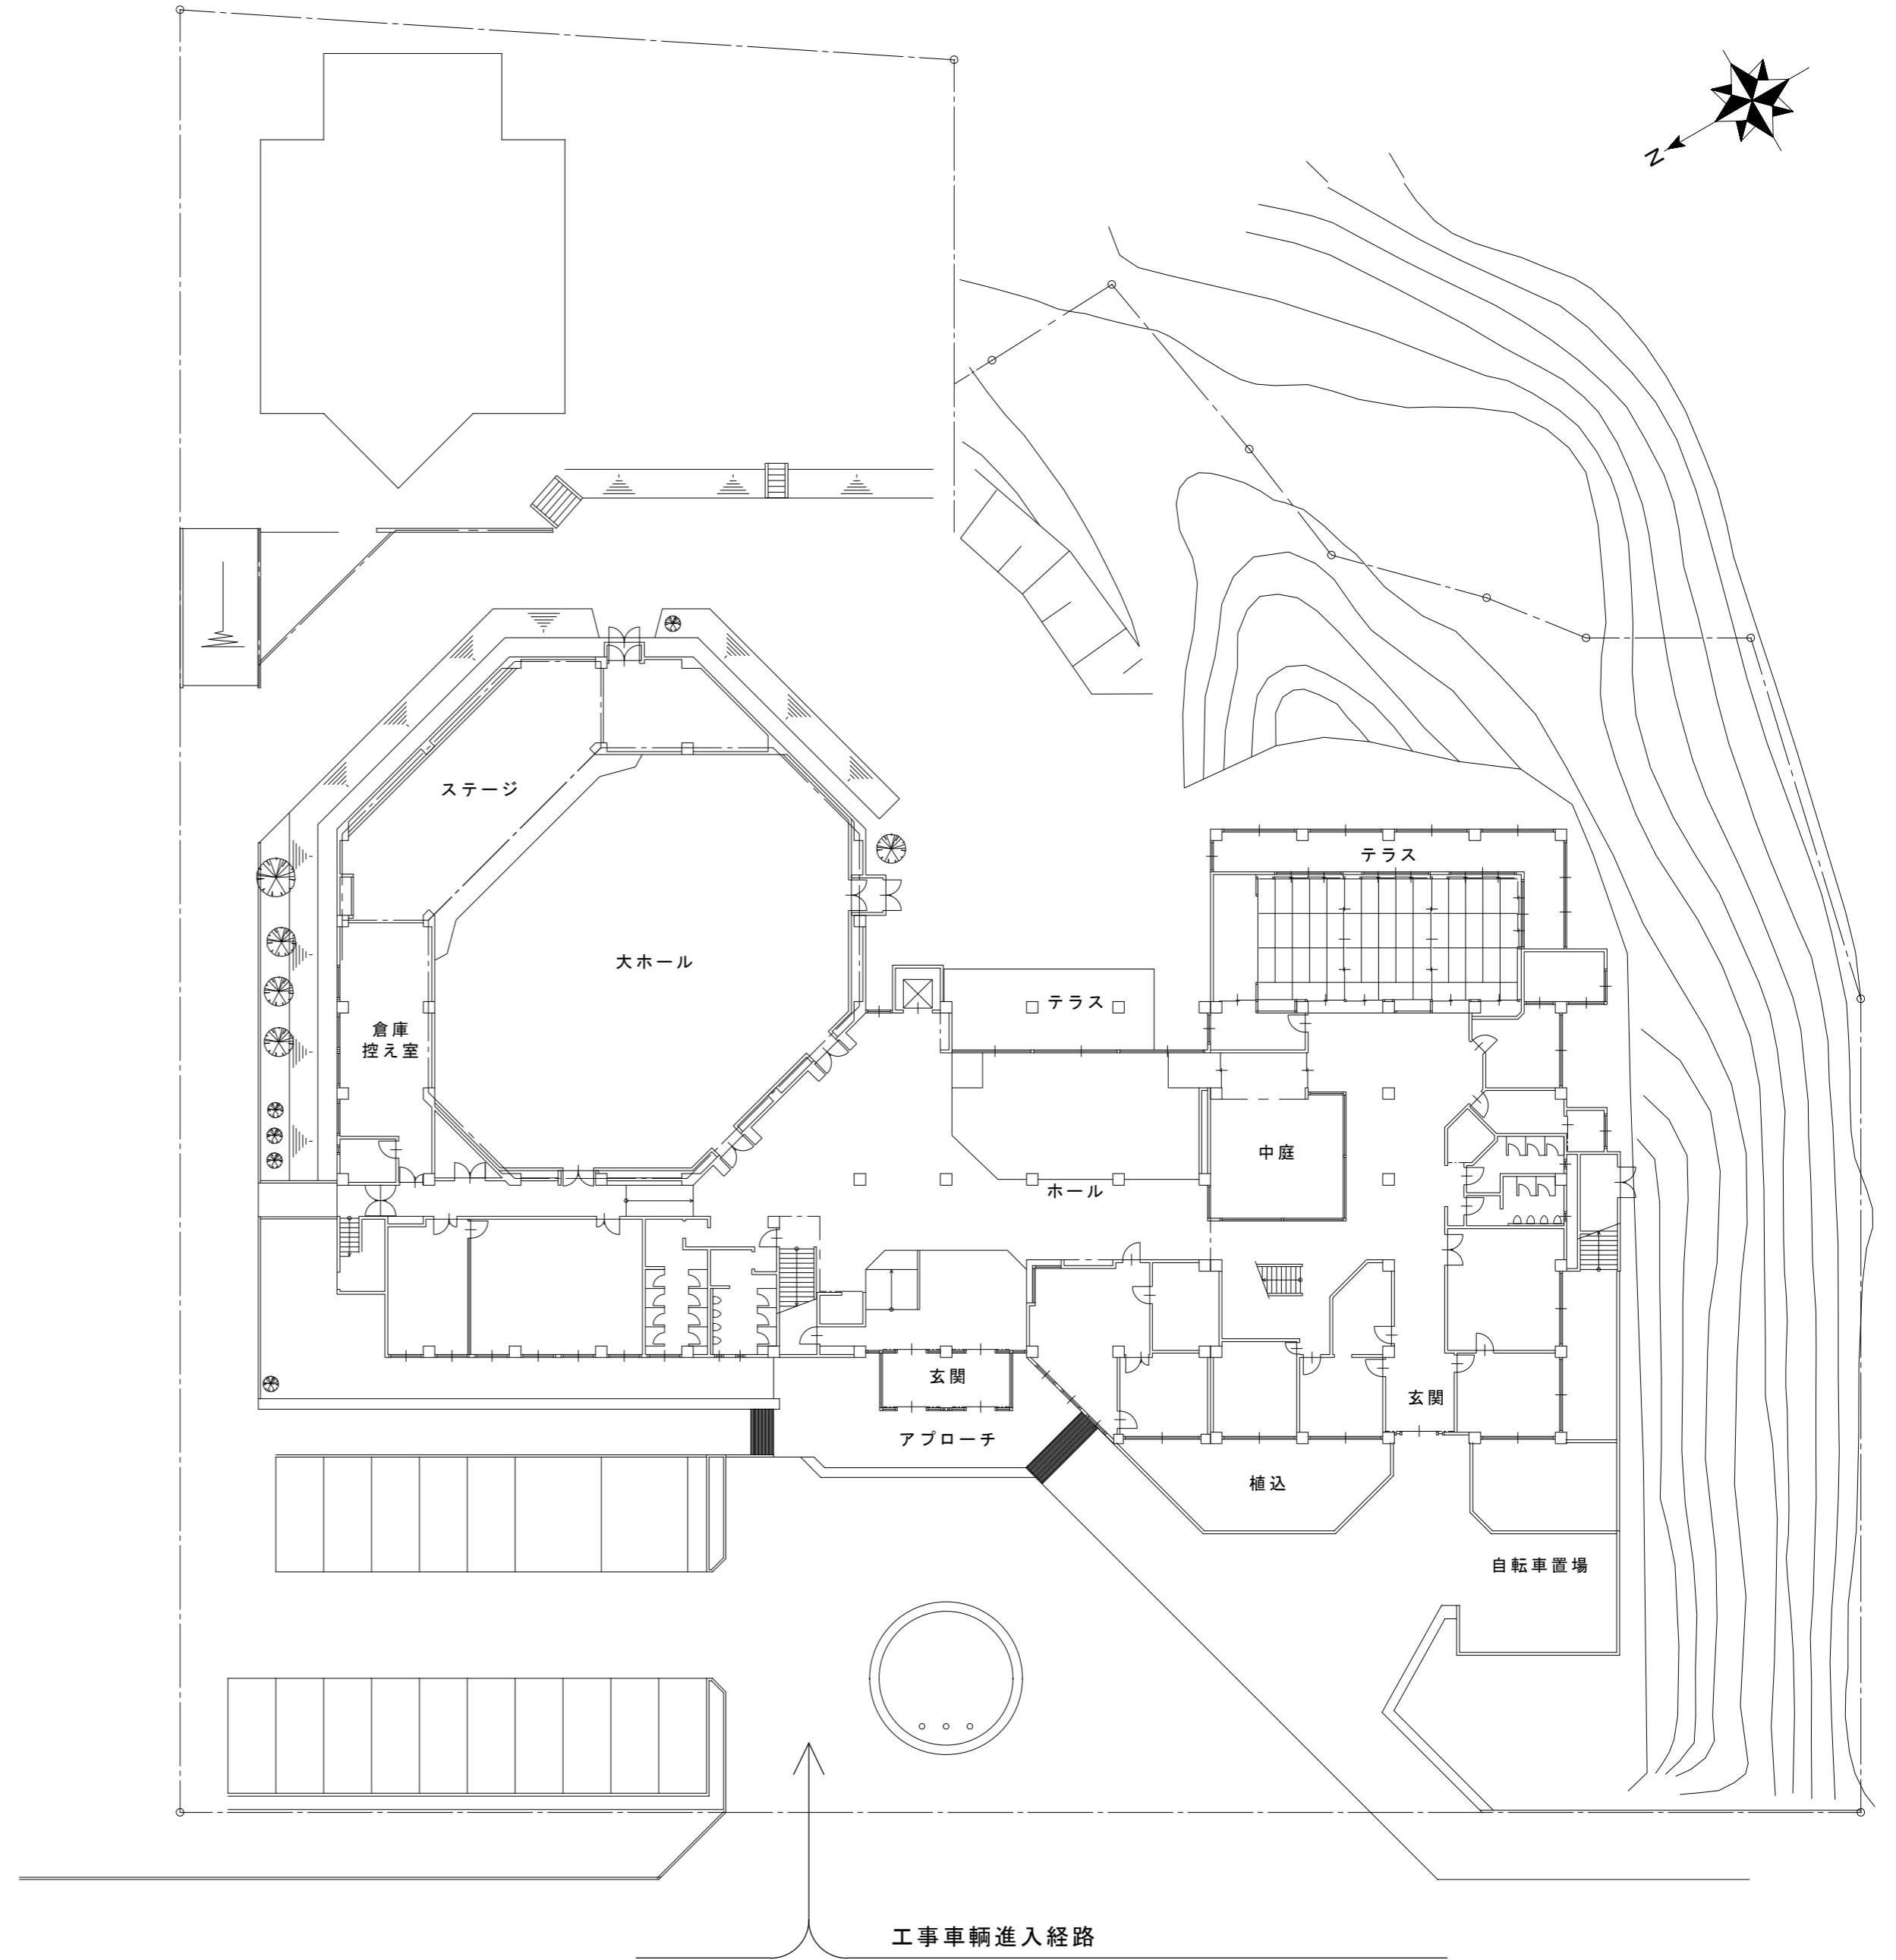 N
ステージ
テラス
大ホール
テラス
倉庫
控え室
中庭
ホール
玄関
玄関
アプローチ
植込
自転車置場
工事車輌進入経路